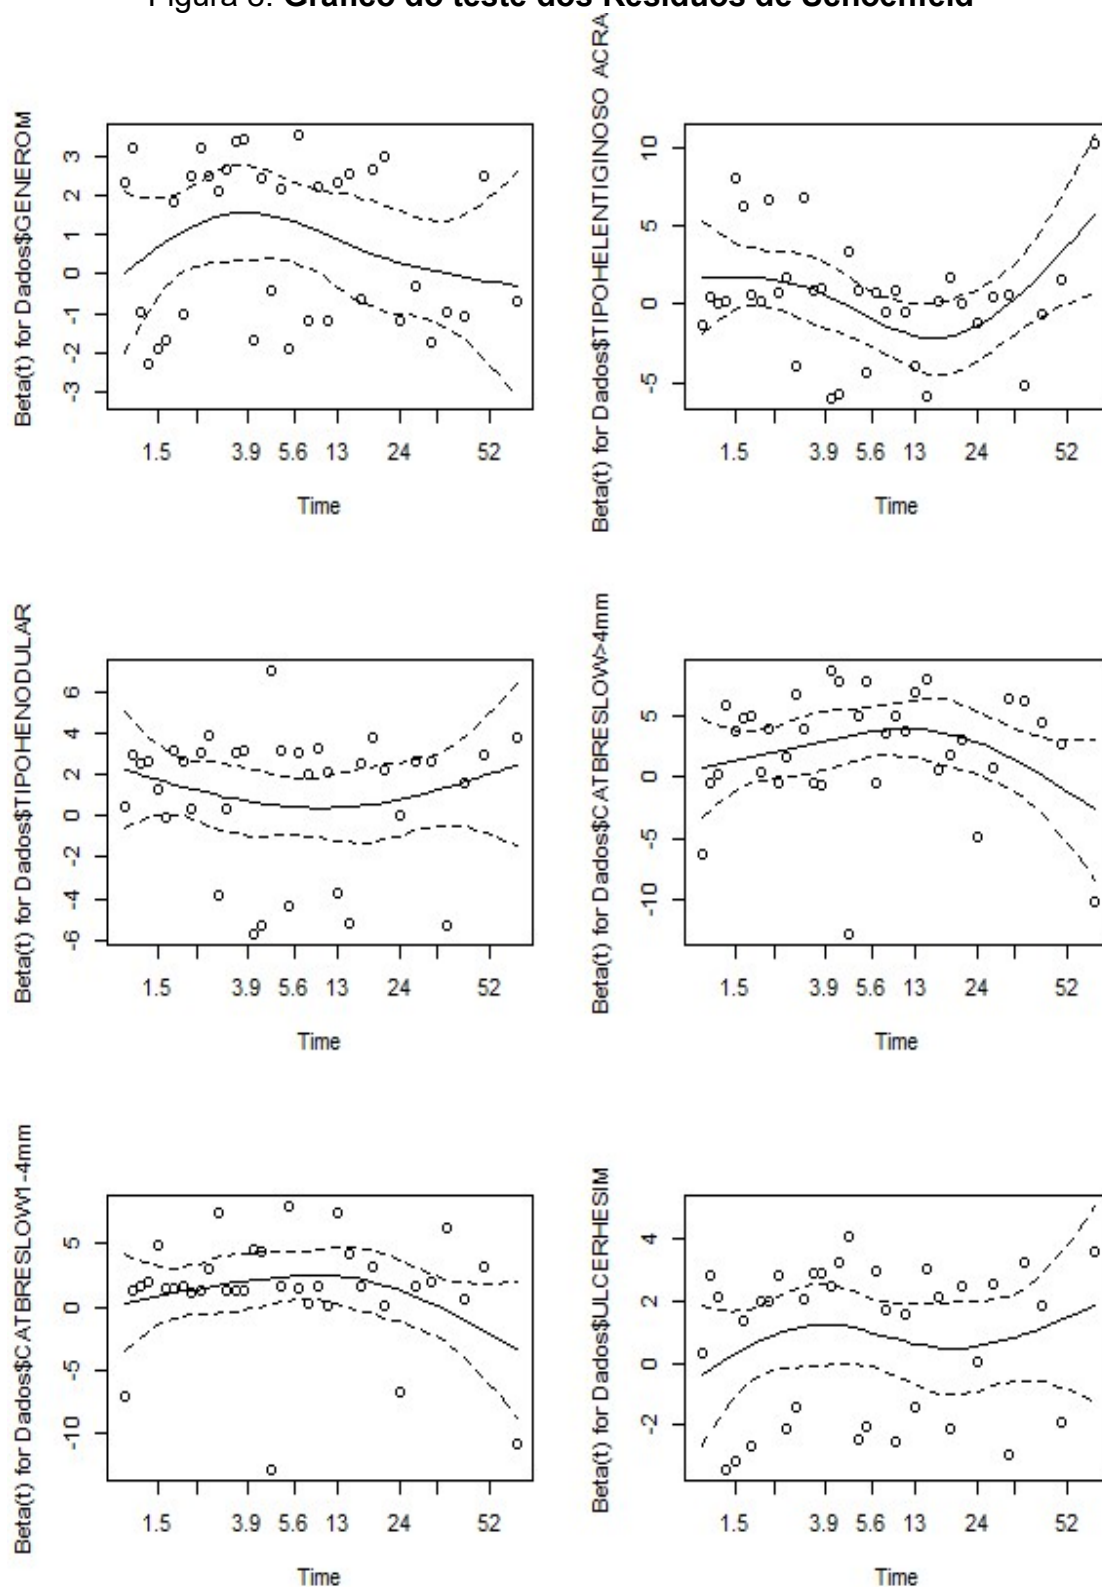 Figura 8. Gráfico do teste dos Resíduos de Schoenfeld
Beta(t) for Dados$GENEROM
3
2
1
0
-1
-2
-3
1.5 3.9 5.6 13 24 52
Time
Beta(t) for Dados$TIPOHELENTIGINOSO ACRA
10
5
0
-5
1.5 3.9 5.6 13 24 52
Time
Beta(t) for Dados$TIPOHENODULAR
6
4
2
0
-2
-4
-6
1.5 3.9 5.6 13 24 52
Time
Beta(t) for Dados$CATBRESLOW>4mm
5
0
-5
-10
1.5 3.9 5.6 13 24 52
Time
Beta(t) for Dados$CATBRESLOW1-4mm
5
0
-5
-10
1.5 3.9 5.6 13 24 52
Time
Beta(t) for Dados$ULCERHESIM
4
2
0
-2
1.5 3.9 5.6 13 24 52
Time